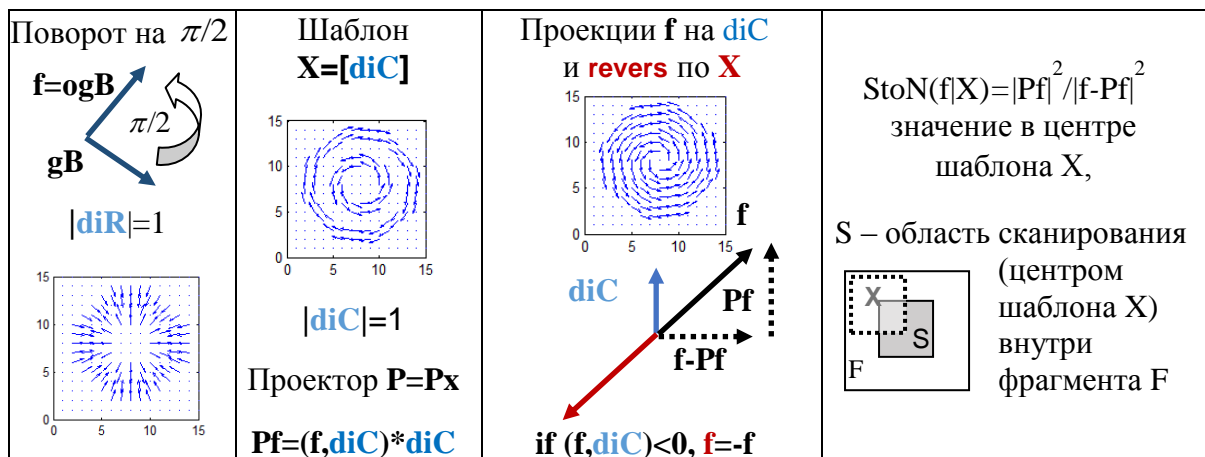 Поворот на π/2
f=ogB
π/2
gB
|diR|=1
15
10
5
0
0 5 10 15
Шаблон
X=[diC]
15
10
5
0
0 5 10 15
|diC|=1
Проектор P=Px
Pf=(f,diC)*diC
Проекции f на diC
и revers по X
15
10
5
0
0 5 10 15
f
diC
Pf
f-Pf
if (f,diC)<0, f=-f
StoN(f|X)=|Pf|²/|f-Pf|²
значение в центре
шаблона X,
S – область сканирования
(центром
шаблона X)
внутри
фрагмента F
X
S
F